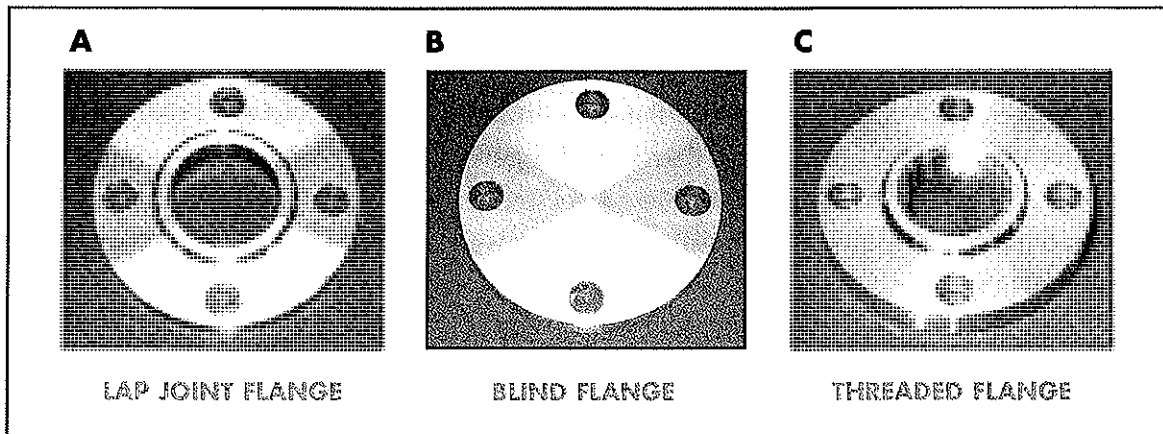 A
B
C
LAP JOINT FLANGE
BLIND FLANGE
THREADED FLANGE